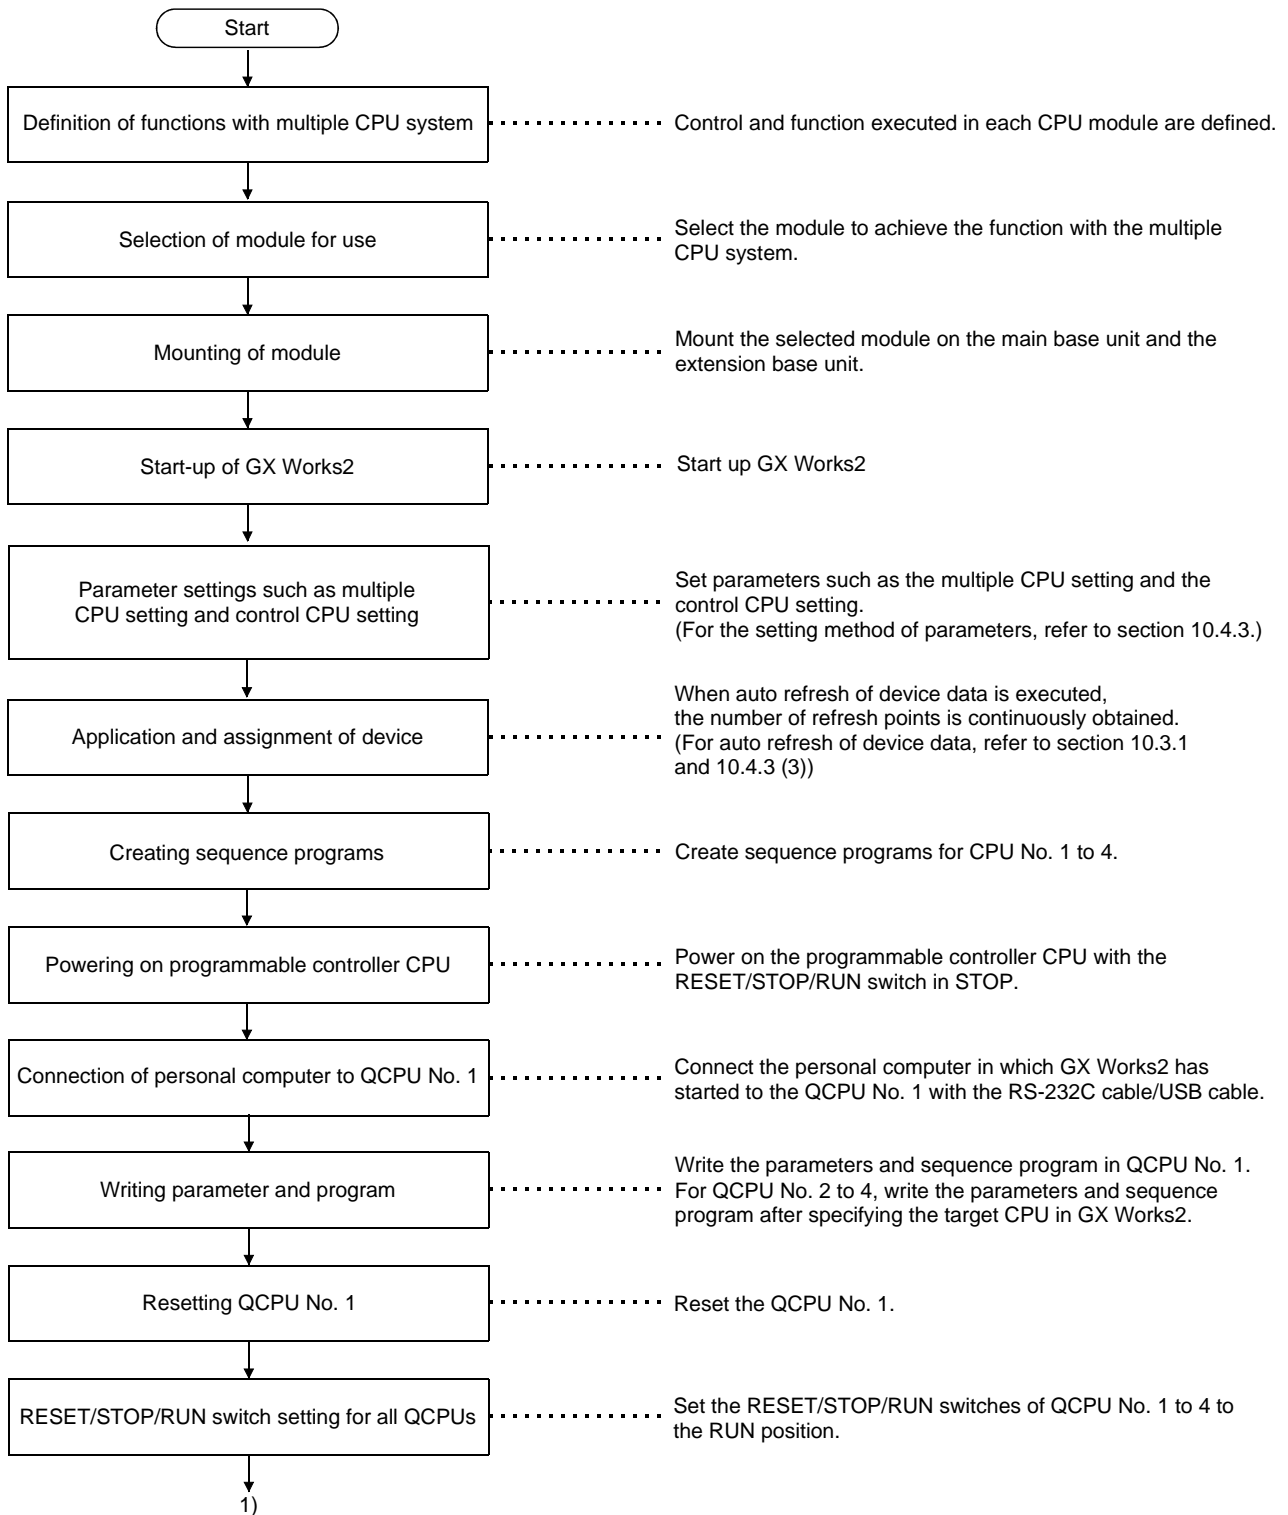 Start
Definition of functions with multiple CPU system
Control and function executed in each CPU module are defined.
Selection of module for use
Select the module to achieve the function with the multiple
CPU system.
Mounting of module
Mount the selected module on the main base unit and the
extension base unit.
Start-up of GX Works2
Start up GX Works2
Parameter settings such as multiple
CPU setting and control CPU setting
Set parameters such as the multiple CPU setting and the
control CPU setting.
(For the setting method of parameters, refer to section 10.4.3.)
Application and assignment of device
When auto refresh of device data is executed,
the number of refresh points is continuously obtained.
(For auto refresh of device data, refer to section 10.3.1
and 10.4.3 (3))
Creating sequence programs
Create sequence programs for CPU No. 1 to 4.
Powering on programmable controller CPU
Power on the programmable controller CPU with the
RESET/STOP/RUN switch in STOP.
Connection of personal computer to QCPU No. 1
Connect the personal computer in which GX Works2 has
started to the QCPU No. 1 with the RS-232C cable/USB cable.
Writing parameter and program
Write the parameters and sequence program in QCPU No. 1.
For QCPU No. 2 to 4, write the parameters and sequence
program after specifying the target CPU in GX Works2.
Resetting QCPU No. 1
Reset the QCPU No. 1.
RESET/STOP/RUN switch setting for all QCPUs
Set the RESET/STOP/RUN switches of QCPU No. 1 to 4 to
the RUN position.
1)